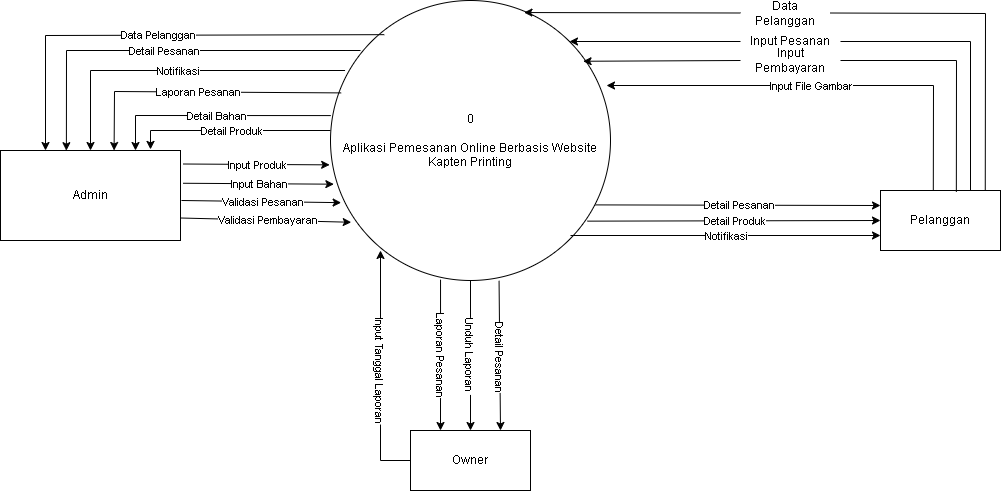 Data
Pelanggan
Input Pesanan
Input
Pembayaran
Input File Gambar
Data Pelanggan
Detail Pesanan
Notifikasi
Laporan Pesanan
Detail Bahan
Detail Produk
0
Aplikasi Pemesanan Online Berbasis Website
Kapten Printing
Admin
Input Produk
Input Bahan
Validasi Pesanan
Validasi Pembayaran
Detail Pesanan
Detail Produk
Notifikasi
Pelanggan
Input Tanggal Laporan
Laporan Pesanan
Unduh Laporan
Detail Pesanan
Owner